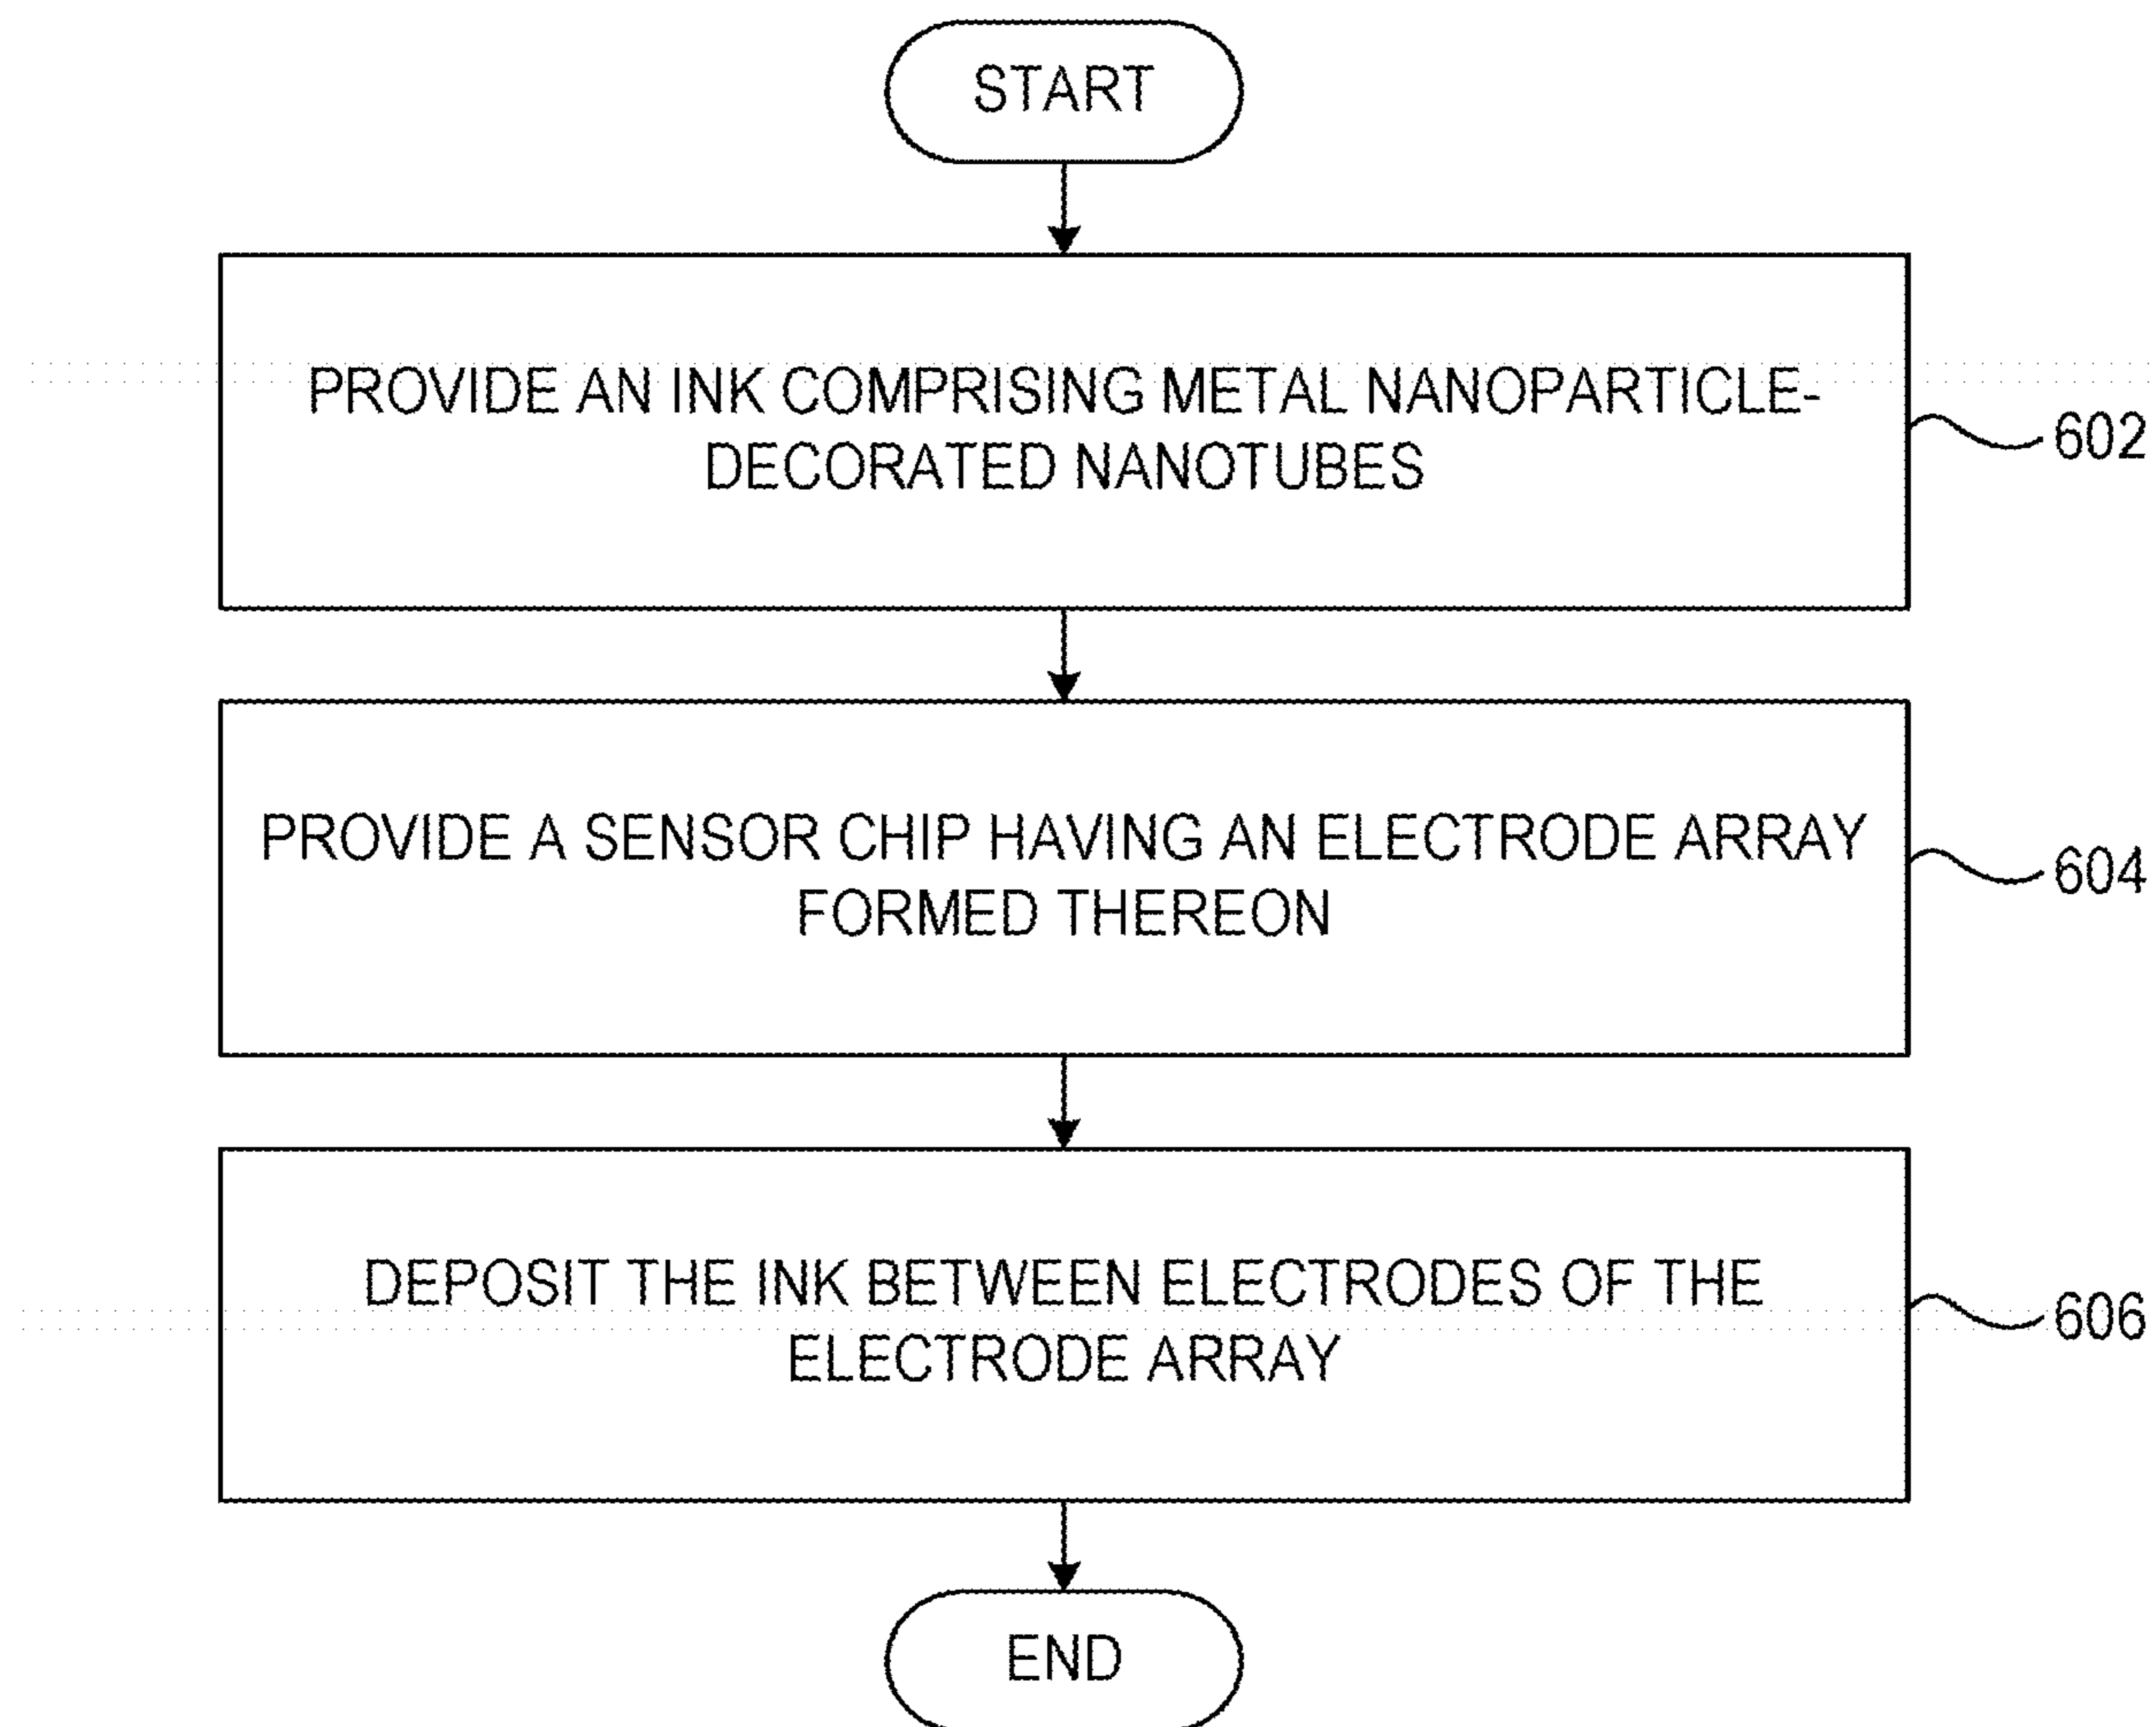 START
PROVIDE AN INK COMPRISING METAL NANOPARTICLE-
DECORATED NANOTUBES
602
PROVIDE A SENSOR CHIP HAVING AN ELECTRODE ARRAY
FORMED THEREON
604
DEPOSIT THE INK BETWEEN ELECTRODES OF THE
ELECTRODE ARRAY
606
END